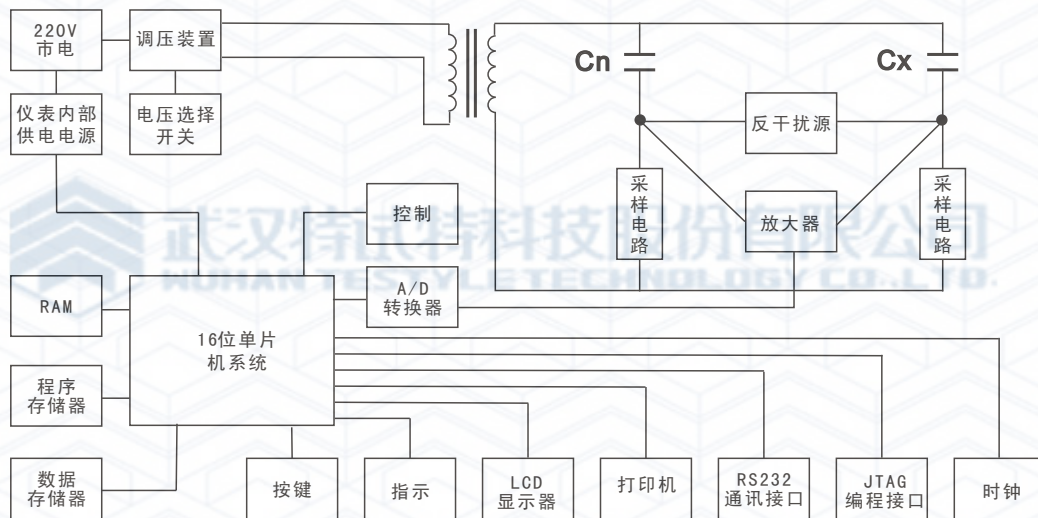 220V
市电
调压装置
Cn
Cx
仪表内部
供电电源
电压选择
开关
反干扰源
采样电路
采样电路
控制
放大器
武汉特试特科技股份有限公司
WUHAN TESTYLE TECHNOLOGY CO.,LTD.
RAM
A/D
转换器
16位单片
机系统
程序
存储器
数据
存储器
按键
指示
LCD
显示器
打印机
RS232
通讯接口
JTAG
编程接口
时钟